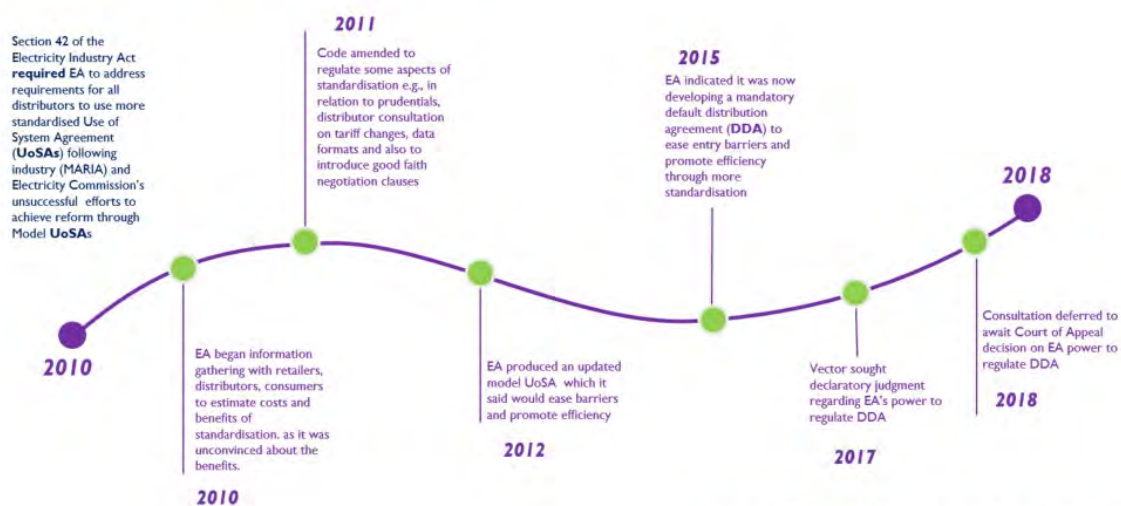 Section 42 of the
Electricity Industry Act
required EA to address
requirements for all
distributors to use more
standardised Use of
System Agreement
(UoSAs) following
industry (MARIA) and
Electricity Commission's
unsuccessful efforts to
achieve reform through
Model UoSAs
2010
EA began information
gathering with retailers,
distributors, consumers
to estimate costs and
benefits of
standardisation. as it was
unconvinced about the
benefits.
2010
2011
Code amended to
regulate some aspects of
standardisation e.g., in
relation to prudentials,
distributor consultation
on tariff changes, data
formats and also to
introduce good faith
negotiation clauses
EA produced an updated
model UoSA which it
said would ease barriers
and promote efficiency
2012
2015
EA indicated it was now
developing a mandatory
default distribution
agreement (DDA) to
ease entry barriers and
promote efficiency
through more
standardisation
Vector sought
declaratory judgment
regarding EA's power to
regulate DDA
2017
Consultation deferred to
await Court of Appeal
decision on EA power to
regulate DDA
2018
2018